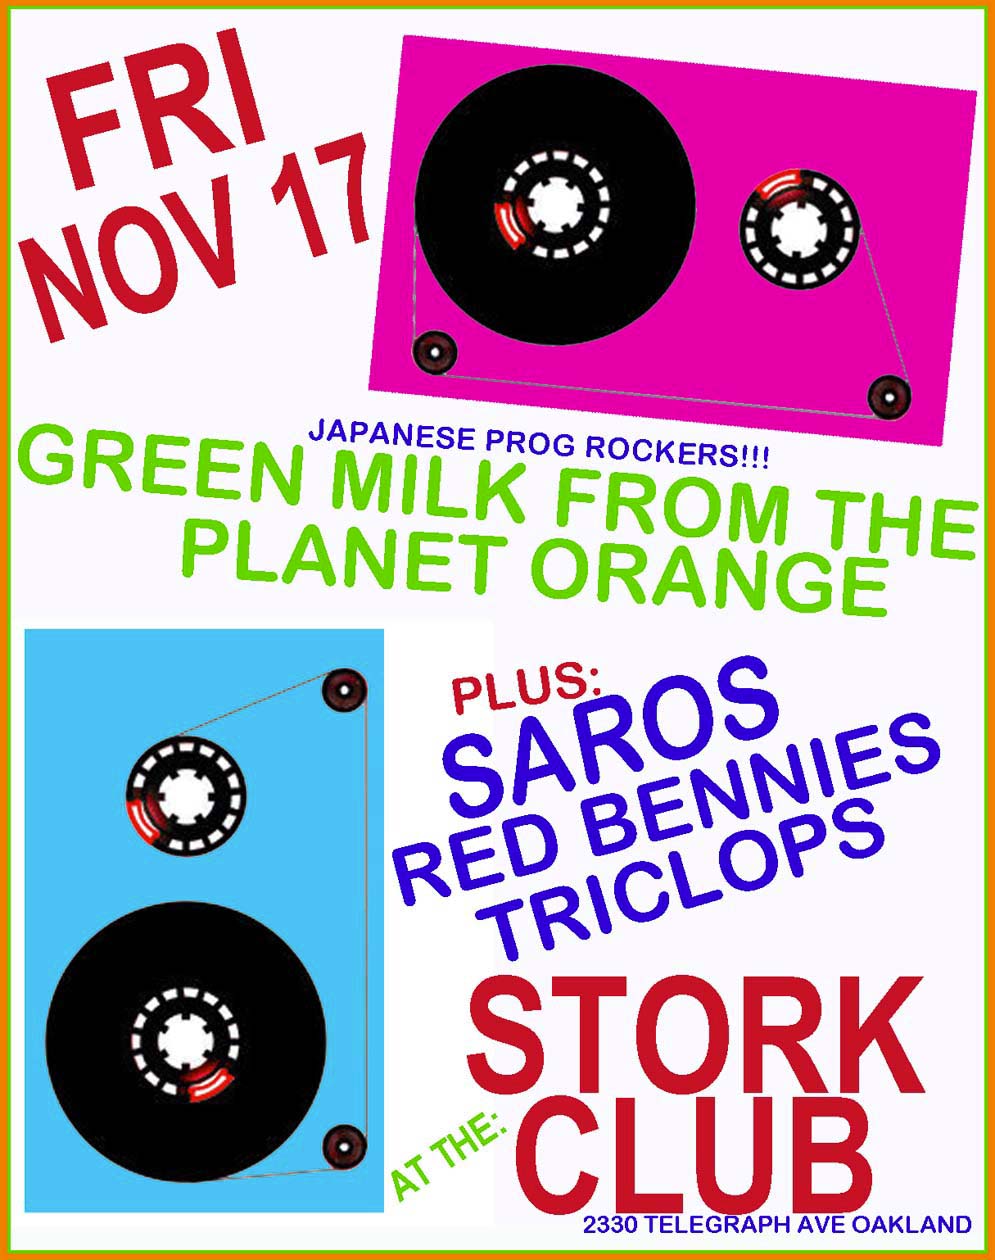 FRI
NOV 17
JAPANESE PROG ROCKERS!!!
GREEN MILK FROM THE
PLANET ORANGE
PLUS:
SAROS
RED BENNIES
TRICLOPS
AT THE:
STORK
CLUB
2330 TELEGRAPH AVE OAKLAND